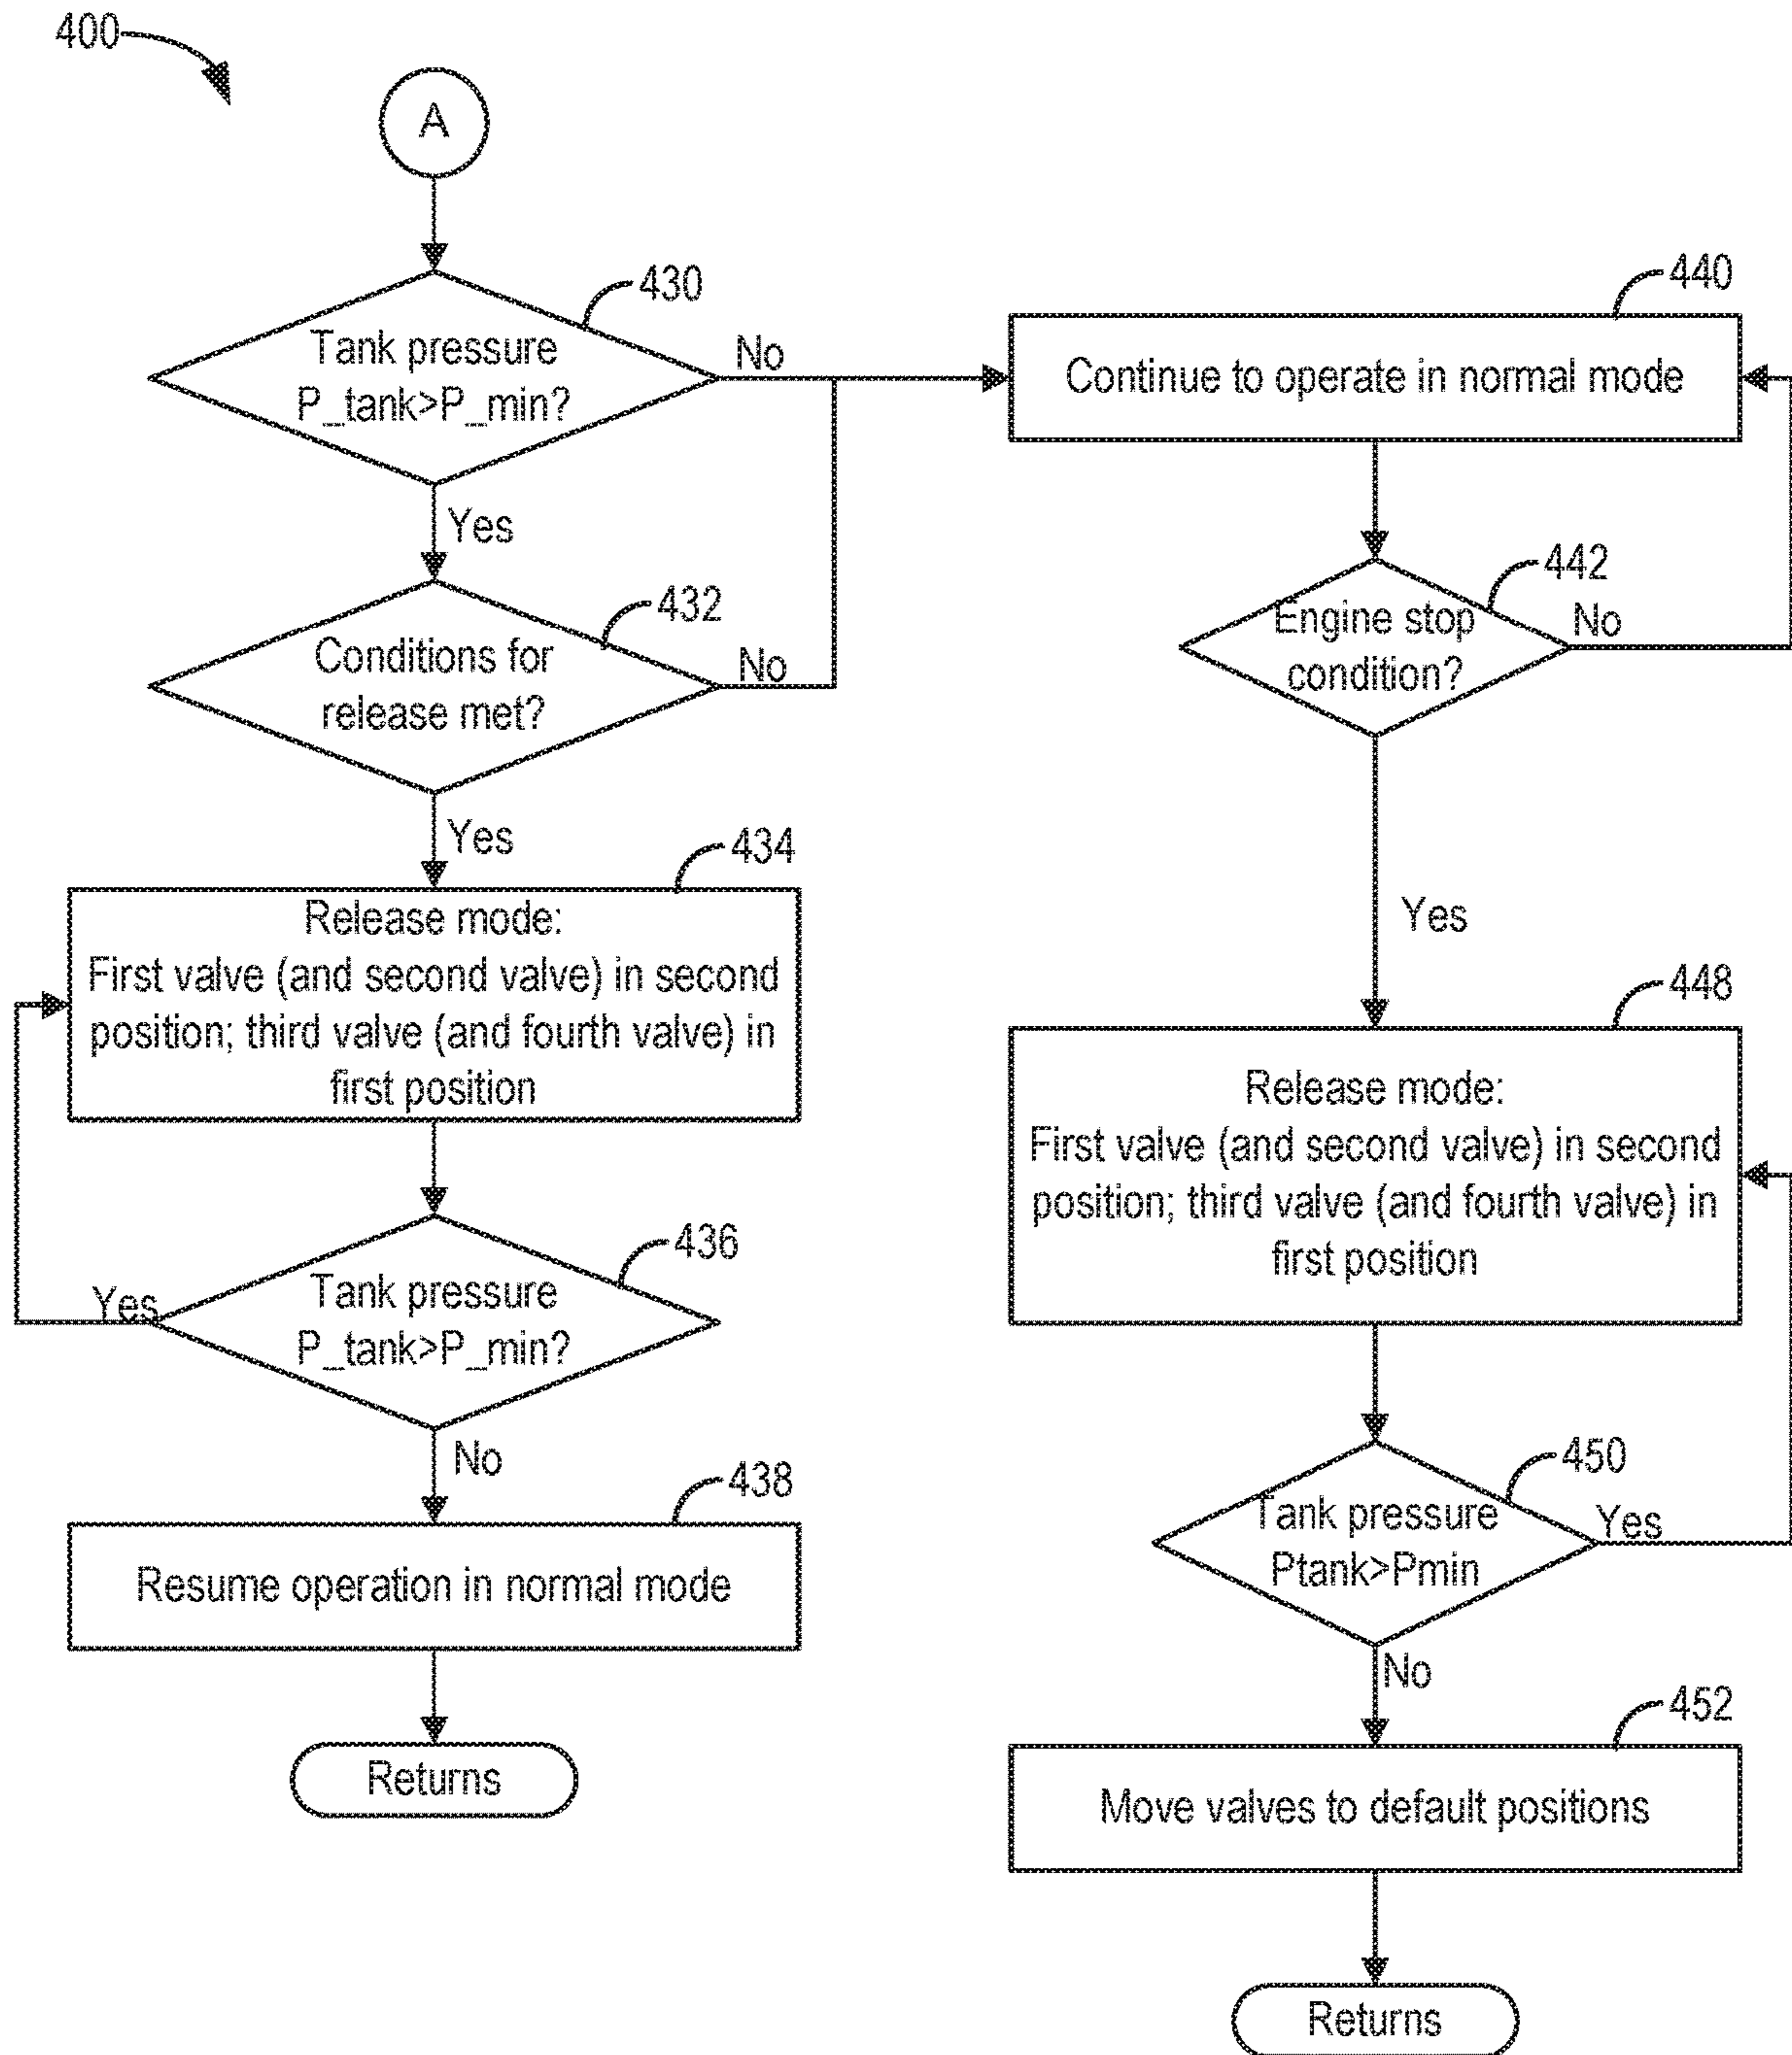 400
A
430
Tank pressure
P_tank>P_min?
No
Yes
432
Conditions for
release met?
No
Yes
434
Release mode:
First valve (and second valve) in second
position; third valve (and fourth valve) in
first position
436
Tank pressure
P_tank>P_min?
Yes
No
438
Resume operation in normal mode
Returns
440
Continue to operate in normal mode
442
Engine stop
condition?
No
Yes
448
Release mode:
First valve (and second valve) in second
position; third valve (and fourth valve) in
first position
450
Tank pressure
Ptank>Pmin
Yes
No
452
Move valves to default positions
Returns